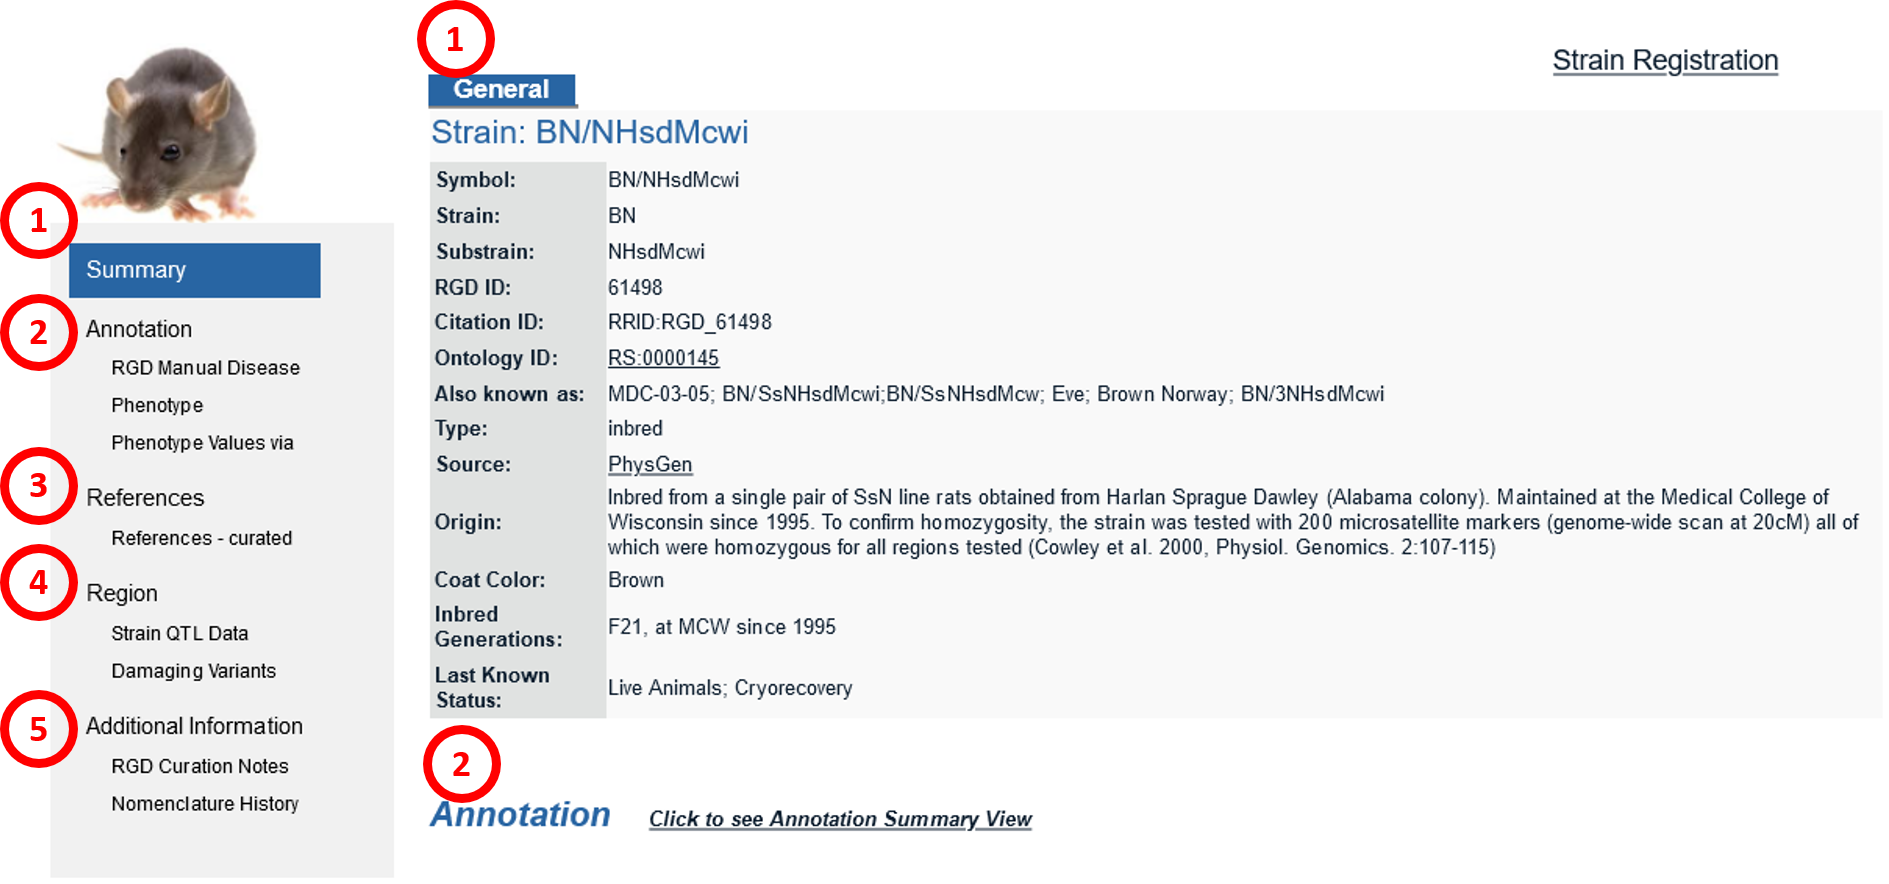 1
Summary
2
Annotation
RGD Manual Disease
Phenotype
Phenotype Values via
3
References
References - curated
4
Region
Strain QTL Data
Damaging Variants
5
Additional Information
RGD Curation Notes
Nomenclature History
1
General
Strain Registration
Strain: BN/NHsdMcwi
Symbol: BN/NHsdMcwi
Strain: BN
Substrain: NHsdMcwi
RGD ID: 61498
Citation ID: RRID:RGD_61498
Ontology ID: RS:0000145
Also known as: MDC-03-05; BN/SsNHsdMcwi;BN/SsNHsdMcw; Eve; Brown Norway; BN/3NHsdMcwi
Type: inbred
Source: PhysGen
Origin: Inbred from a single pair of SsN line rats obtained from Harlan Sprague Dawley (Alabama colony). Maintained at the Medical College of
Wisconsin since 1995. To confirm homozygosity, the strain was tested with 200 microsatellite markers (genome-wide scan at 20cM) all of
which were homozygous for all regions tested (Cowley et al. 2000, Physiol. Genomics. 2:107-115)
Coat Color: Brown
Inbred
Generations: F21, at MCW since 1995
Last Known
Status: Live Animals; Cryorecovery
2
Annotation Click to see Annotation Summary View